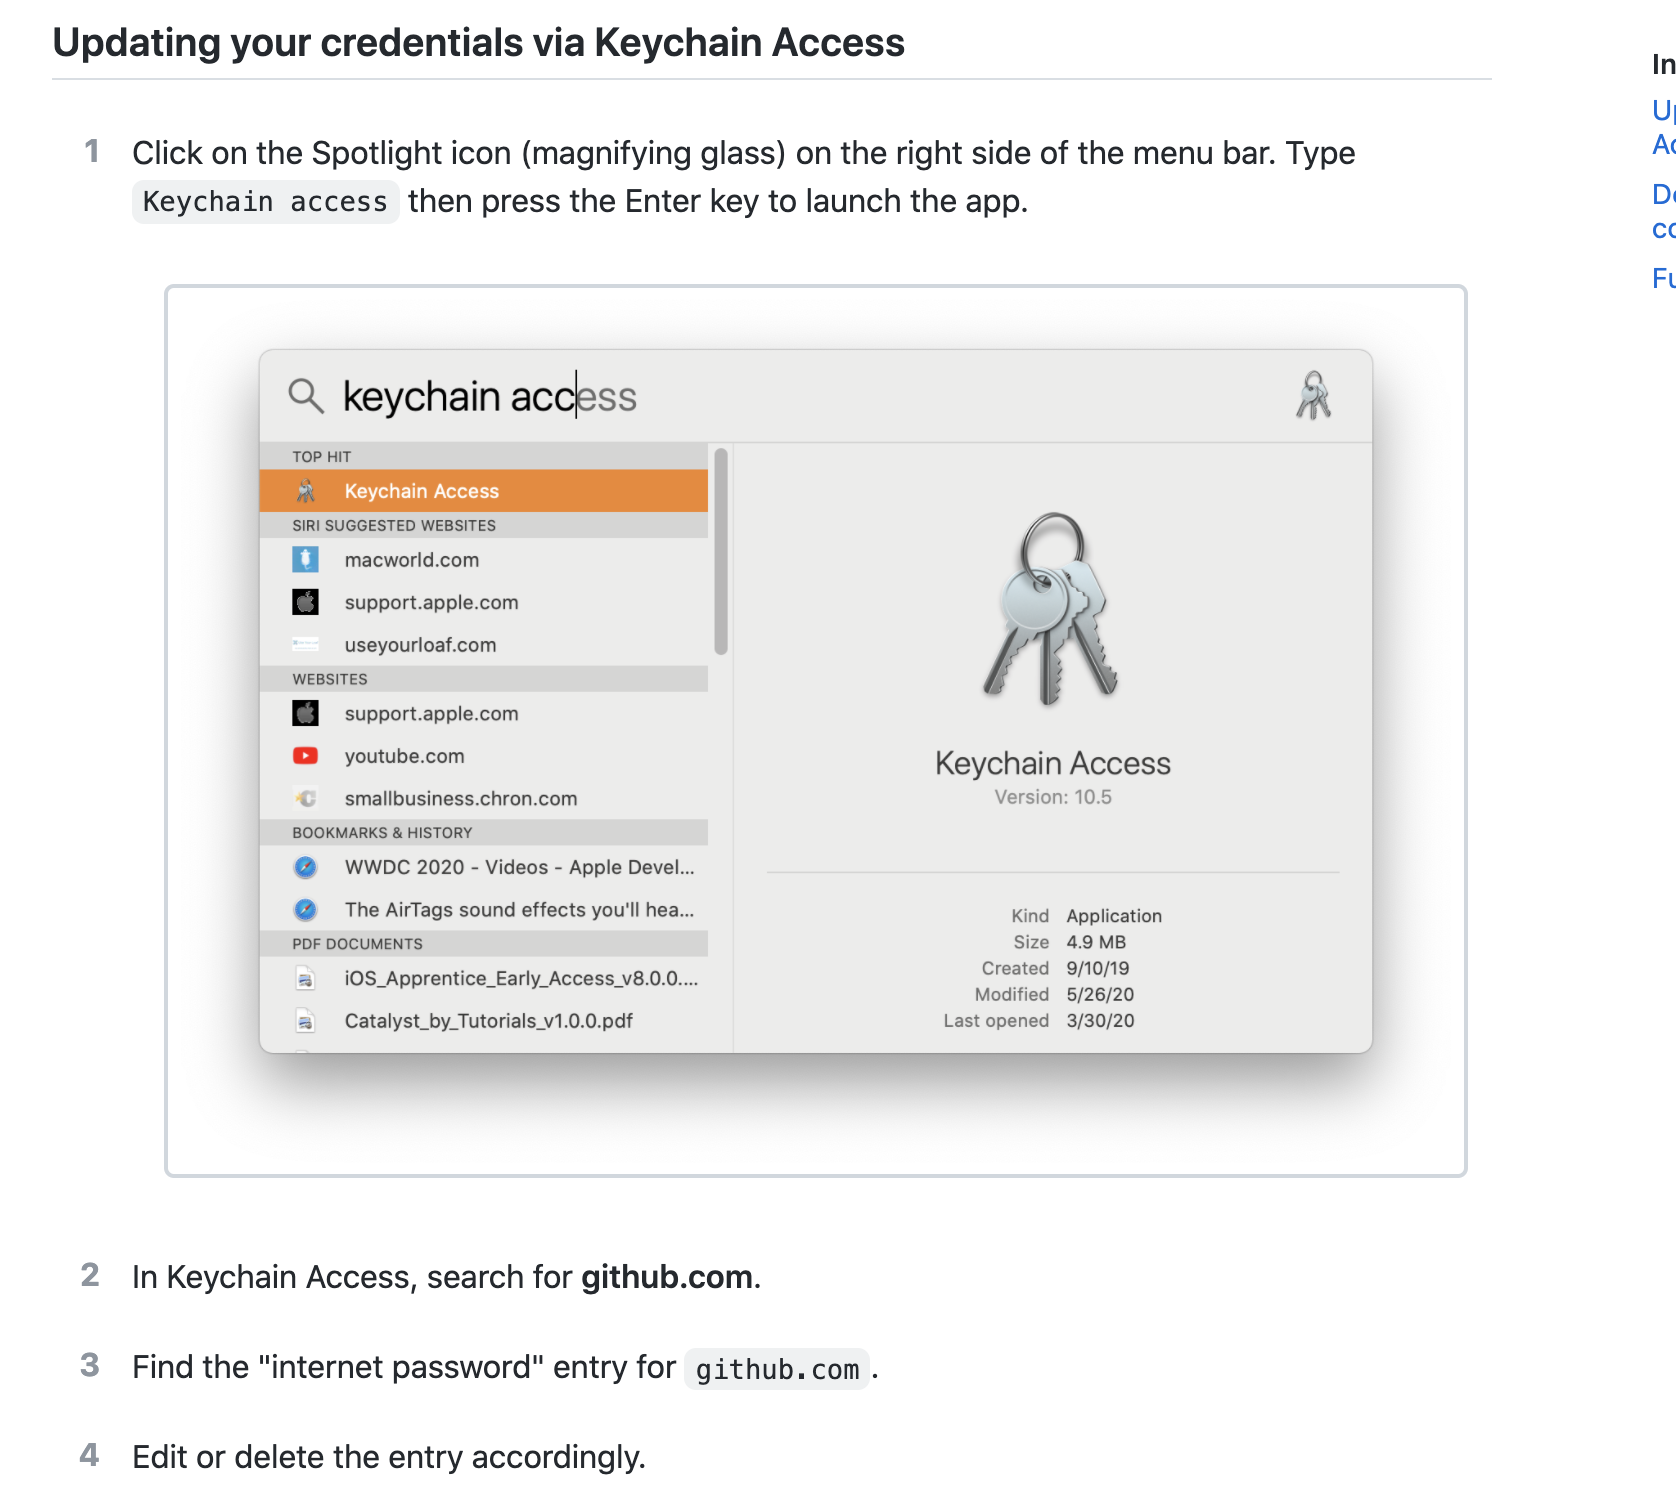 Updating your credentials via Keychain Access
1 Click on the Spotlight icon (magnifying glass) on the right side of the menu bar. Type
Keychain access then press the Enter key to launch the app.
keychain access
TOP HIT
Keychain Access
SIRI SUGGESTED WEBSITES
macworld.com
support.apple.com
useyourloaf.com
WEBSITES
support.apple.com
youtube.com
smallbusiness.chron.com
BOOKMARKS & HISTORY
WWDC 2020 - Videos - Apple Devel...
The AirTags sound effects you'll hea...
PDF DOCUMENTS
iOS_Apprentice_Early_Access_v8.0.0....
Catalyst_by_Tutorials_v1.0.0.pdf
Keychain Access
Version: 10.5
Kind Application
Size 4.9 MB
Created 9/10/19
Modified 5/26/20
Last opened 3/30/20
2 In Keychain Access, search for github.com.
3 Find the "internet password" entry for github.com.
4 Edit or delete the entry accordingly.
In